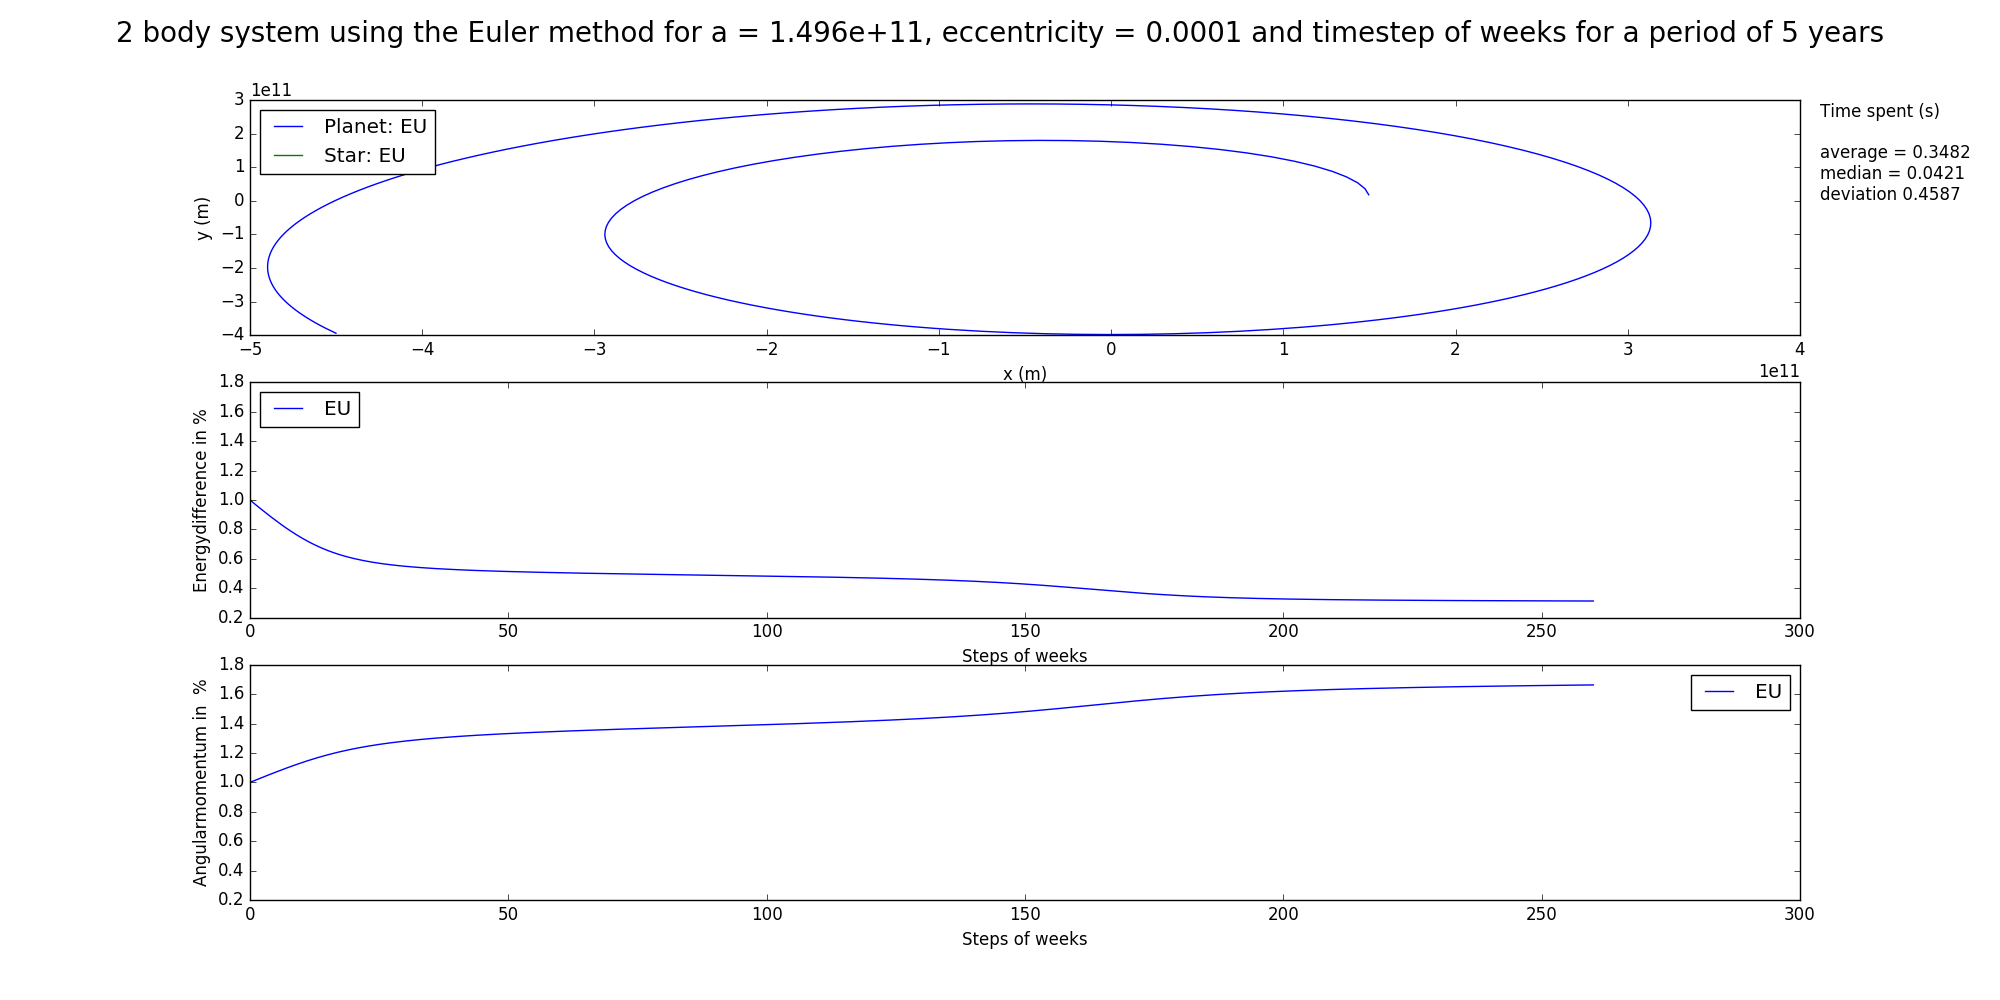 2 body system using the Euler method for a = 1.496e+11, eccentricity = 0.0001 and timestep of weeks for a period of 5 years
1e11
Planet: EU
Star: EU
3
2
1
0
−1
−2
−3
−4
y (m)
−5 −4 −3 −2 −1 0 1 2 3 4
x (m)
1e11
Time spent (s)
average = 0.3482
median = 0.0421
deviation 0.4587
EU
1.8
1.6
1.4
1.2
1.0
0.8
0.6
0.4
0.2
Energydifference in %
0 50 100 150 200 250 300
Steps of weeks
EU
1.8
1.6
1.4
1.2
1.0
0.8
0.6
0.4
0.2
Angularmomentum in  %
0 50 100 150 200 250 300
Steps of weeks